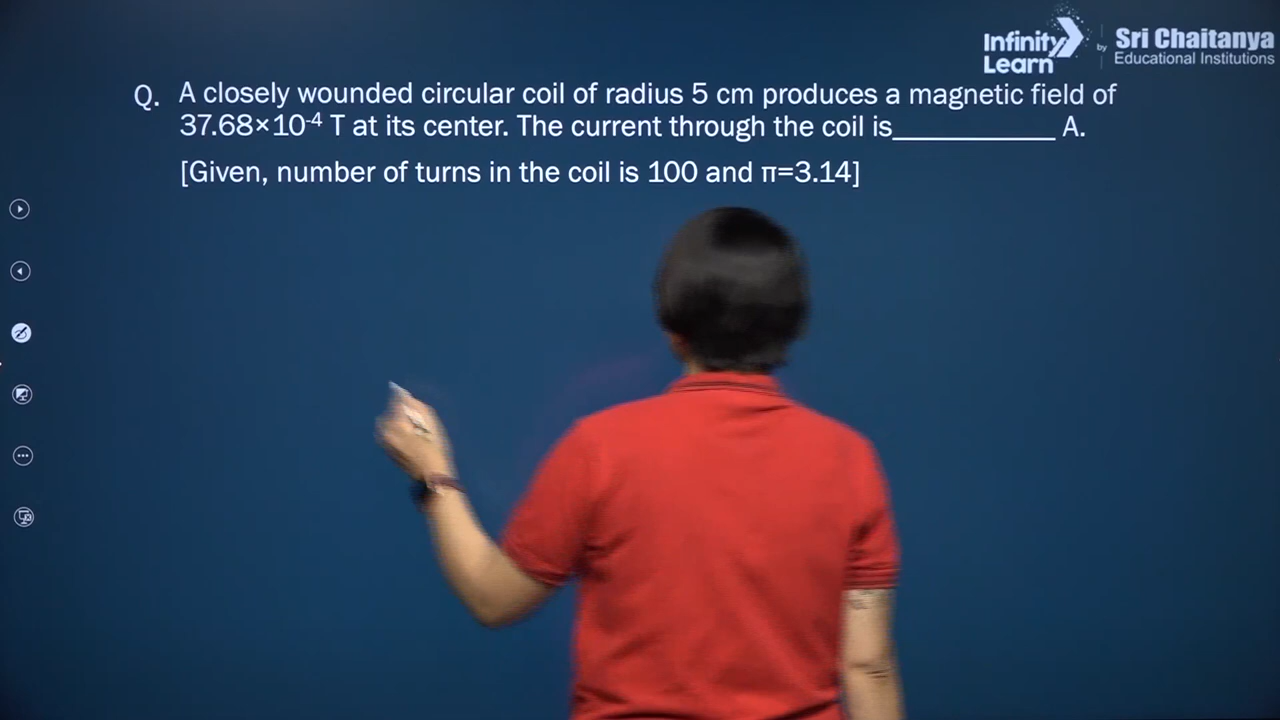 Infinity Learn by Sri Chaitanya Educational Institutions
Q. A closely wounded circular coil of radius 5 cm produces a magnetic field of
37.68×10⁻⁴ T at its center. The current through the coil is___________ A.
[Given, number of turns in the coil is 100 and π=3.14]